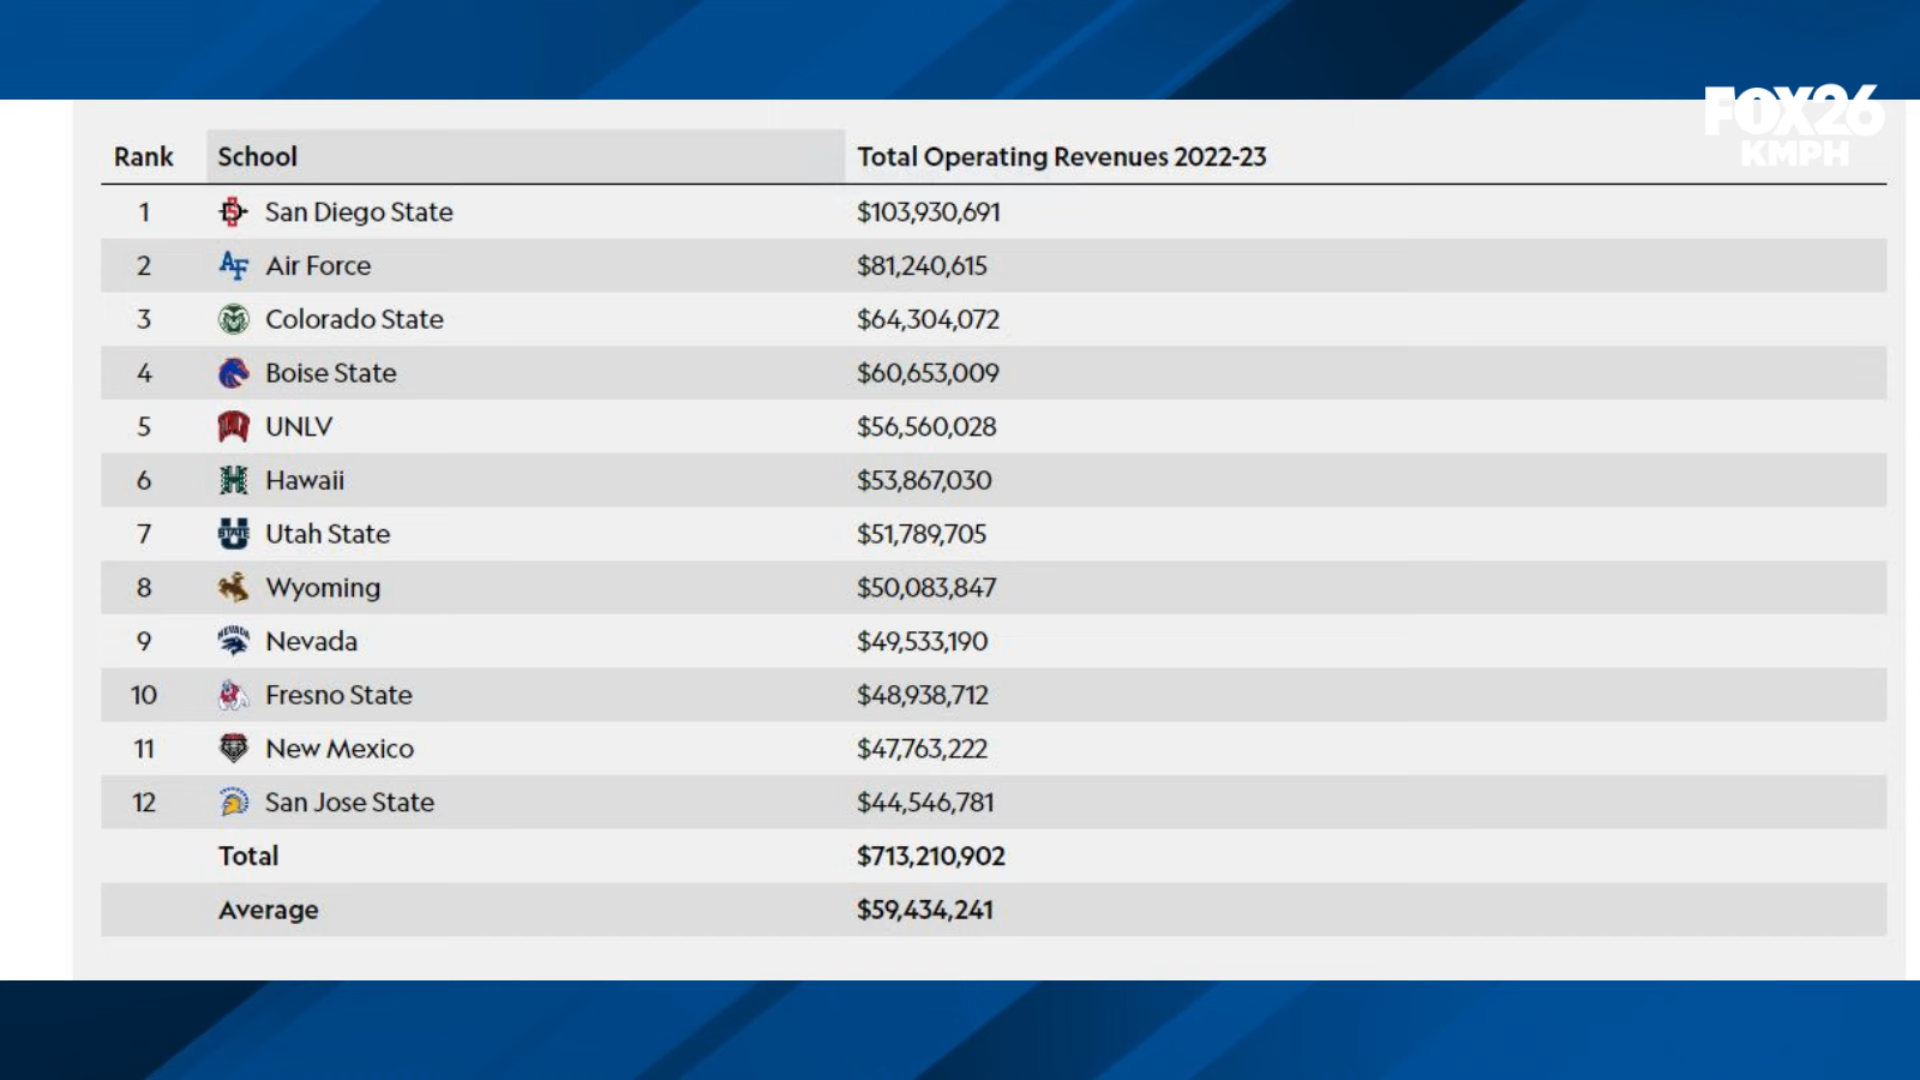 FOX26
KMPH
Rank School Total Operating Revenues 2022-23
1 San Diego State $103,930,691
2 Air Force $81,240,615
3 Colorado State $64,304,072
4 Boise State $60,653,009
5 UNLV $56,560,028
6 Hawaii $53,867,030
7 Utah State $51,789,705
8 Wyoming $50,083,847
9 Nevada $49,533,190
10 Fresno State $48,938,712
11 New Mexico $47,763,222
12 San Jose State $44,546,781
Total $713,210,902
Average $59,434,241